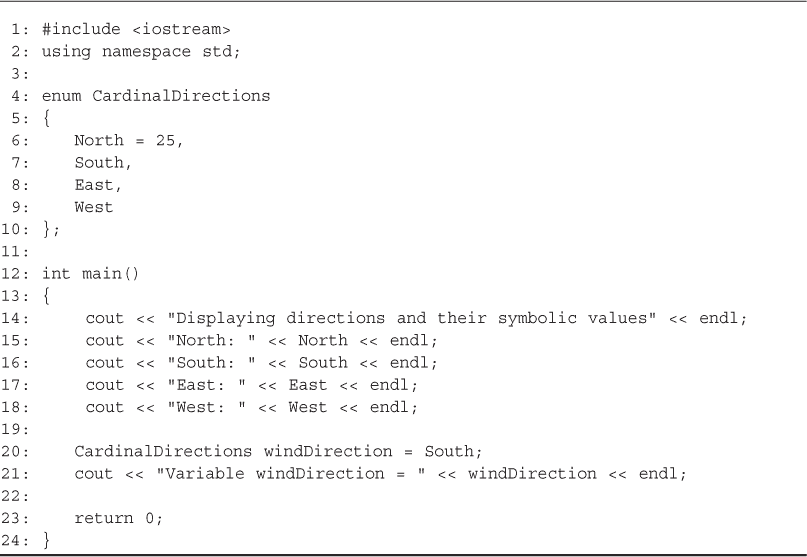 1: #include <iostream>
2: using namespace std;
3:
4: enum CardinalDirections
5: {
6:    North = 25,
7:    South,
8:    East,
9:    West
10: };
11:
12: int main()
13: {
14:     cout << "Displaying directions and their symbolic values" << endl;
15:     cout << "North: " << North << endl;
16:     cout << "South: " << South << endl;
17:     cout << "East: " << East << endl;
18:     cout << "West: " << West << endl;
19:
20:    CardinalDirections windDirection = South;
21:    cout << "Variable windDirection = " << windDirection << endl;
22:
23:    return 0;
24: }